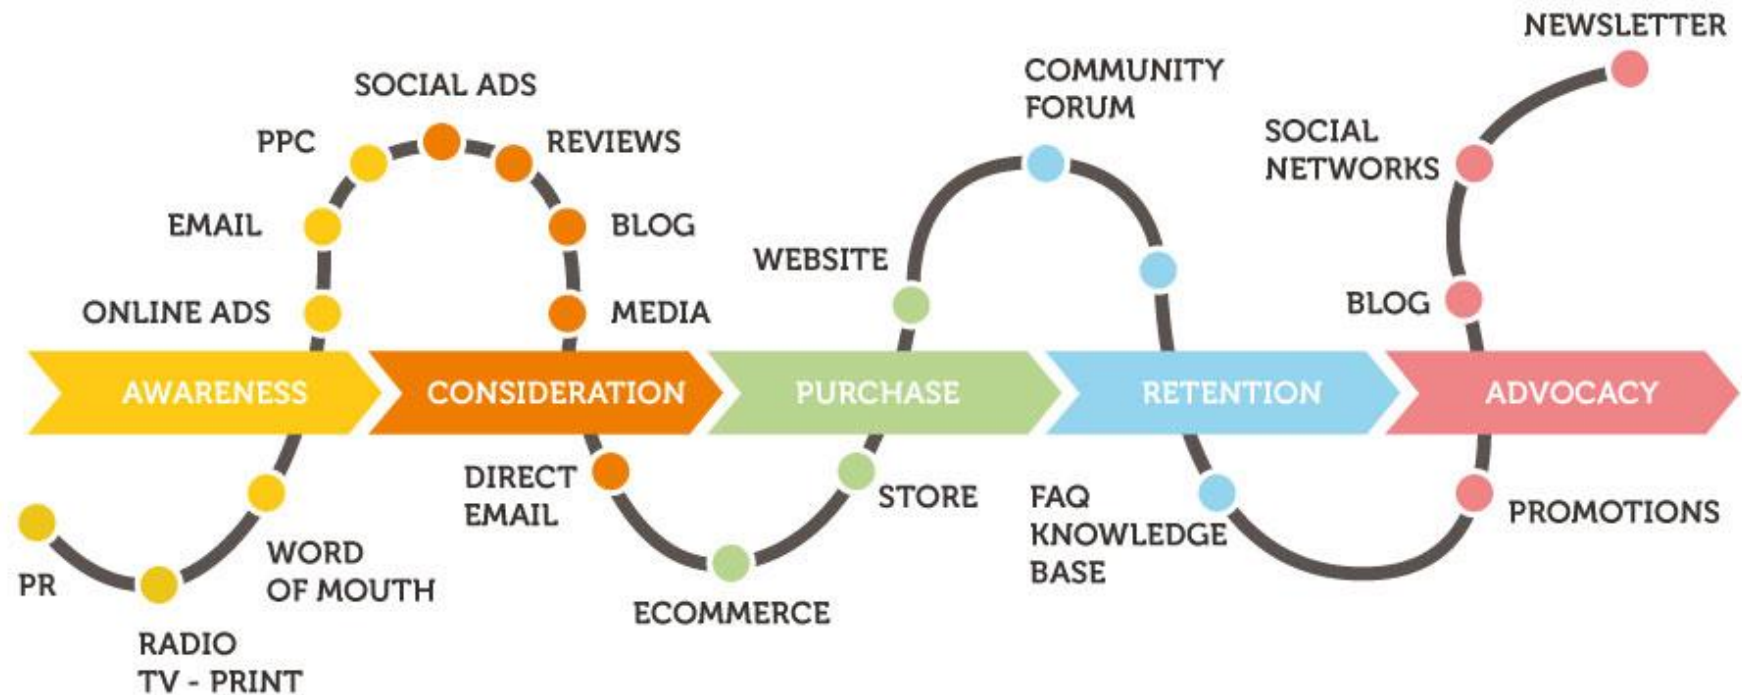 NEWSLETTER
SOCIAL ADS
COMMUNITY
FORUM
PPC
REVIEWS
SOCIAL
NETWORKS
EMAIL
BLOG
WEBSITE
ONLINE ADS
MEDIA
BLOG
AWARENESS
CONSIDERATION
PURCHASE
RETENTION
ADVOCACY
DIRECT
EMAIL
STORE
FAQ
KNOWLEDGE
BASE
PROMOTIONS
PR
WORD
OF MOUTH
ECOMMERCE
RADIO
TV - PRINT